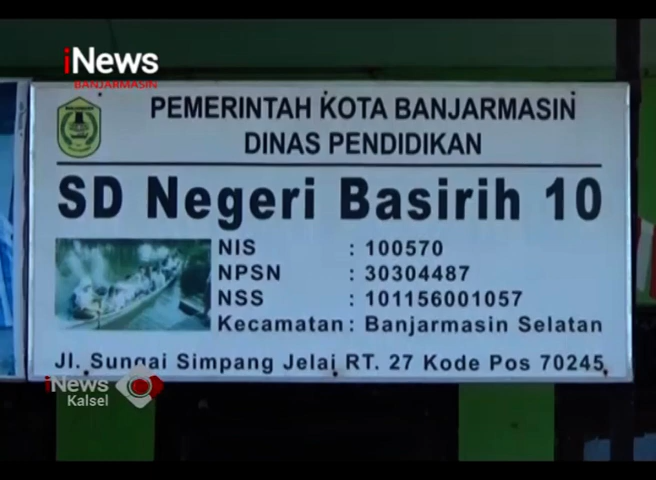 iNews
BANJARMASIN
PEMERINTAH KOTA BANJARMASIN
DINAS PENDIDIKAN
SD Negeri Basirih 10
NIS : 100570
NPSN : 30304487
NSS : 101156001057
Kecamatan : Banjarmasin Selatan
Jl. Sungai Simpang Jelai RT. 27 Kode Pos 70245
iNews
Kalsel